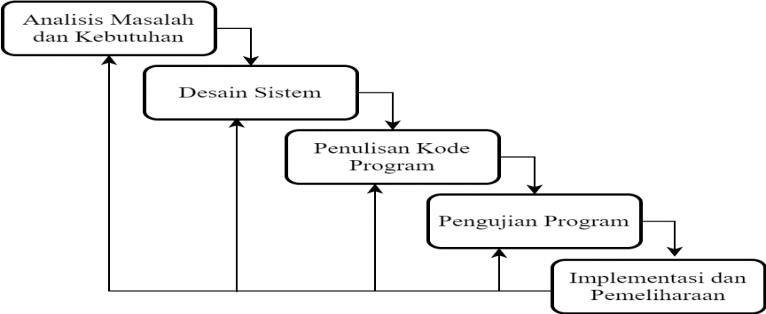 Analisis Masalah
dan Kebutuhan
Desain Sistem
Penulisan Kode
Program
Pengujian Program
Implementasi dan
Pemeliharaan